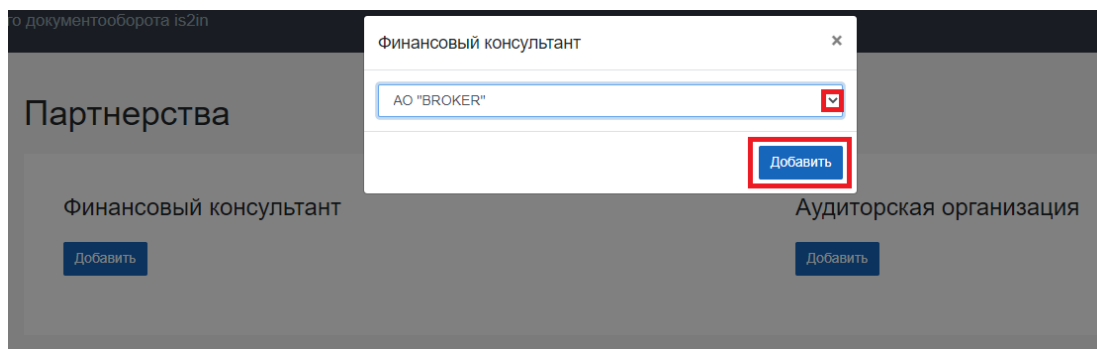 го документооборота is2in
Финансовый консультант ×
АО "BROKER"
Добавить
Партнерства
Финансовый консультант
Добавить
Аудиторская организация
Добавить